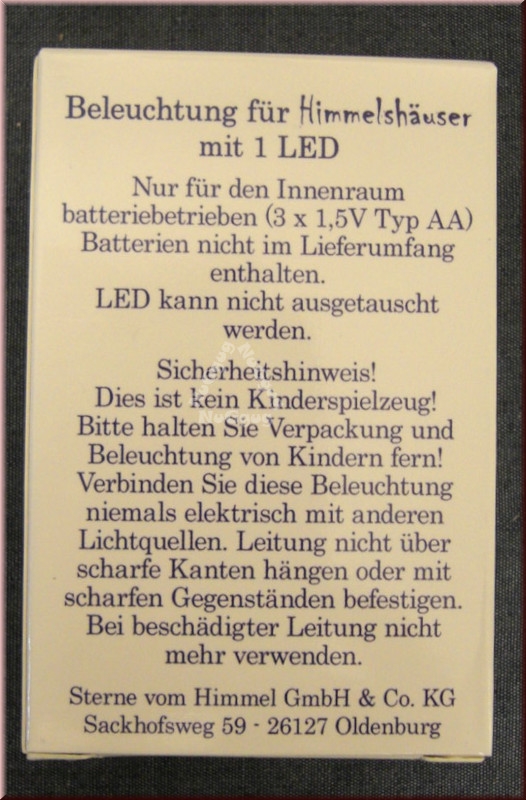 Beleuchtung für Himmelshäuser
mit 1 LED
Nur für den Innenraum
batteriebetrieben (3 x 1,5V Typ AA)
Batterien nicht im Lieferumfang
enthalten.
LED kann nicht ausgetauscht
werden.
Sicherheitshinweis!
Dies ist kein Kinderspielzeug!
Bitte halten Sie Verpackung und
Beleuchtung von Kindern fern!
Verbinden Sie diese Beleuchtung
niemals elektrisch mit anderen
Lichtquellen. Leitung nicht über
scharfe Kanten hängen oder mit
scharfen Gegenständen befestigen.
Bei beschädigter Leitung nicht
mehr verwenden.
Sterne vom Himmel GmbH & Co. KG
Sackhofsweg 59 - 26127 Oldenburg